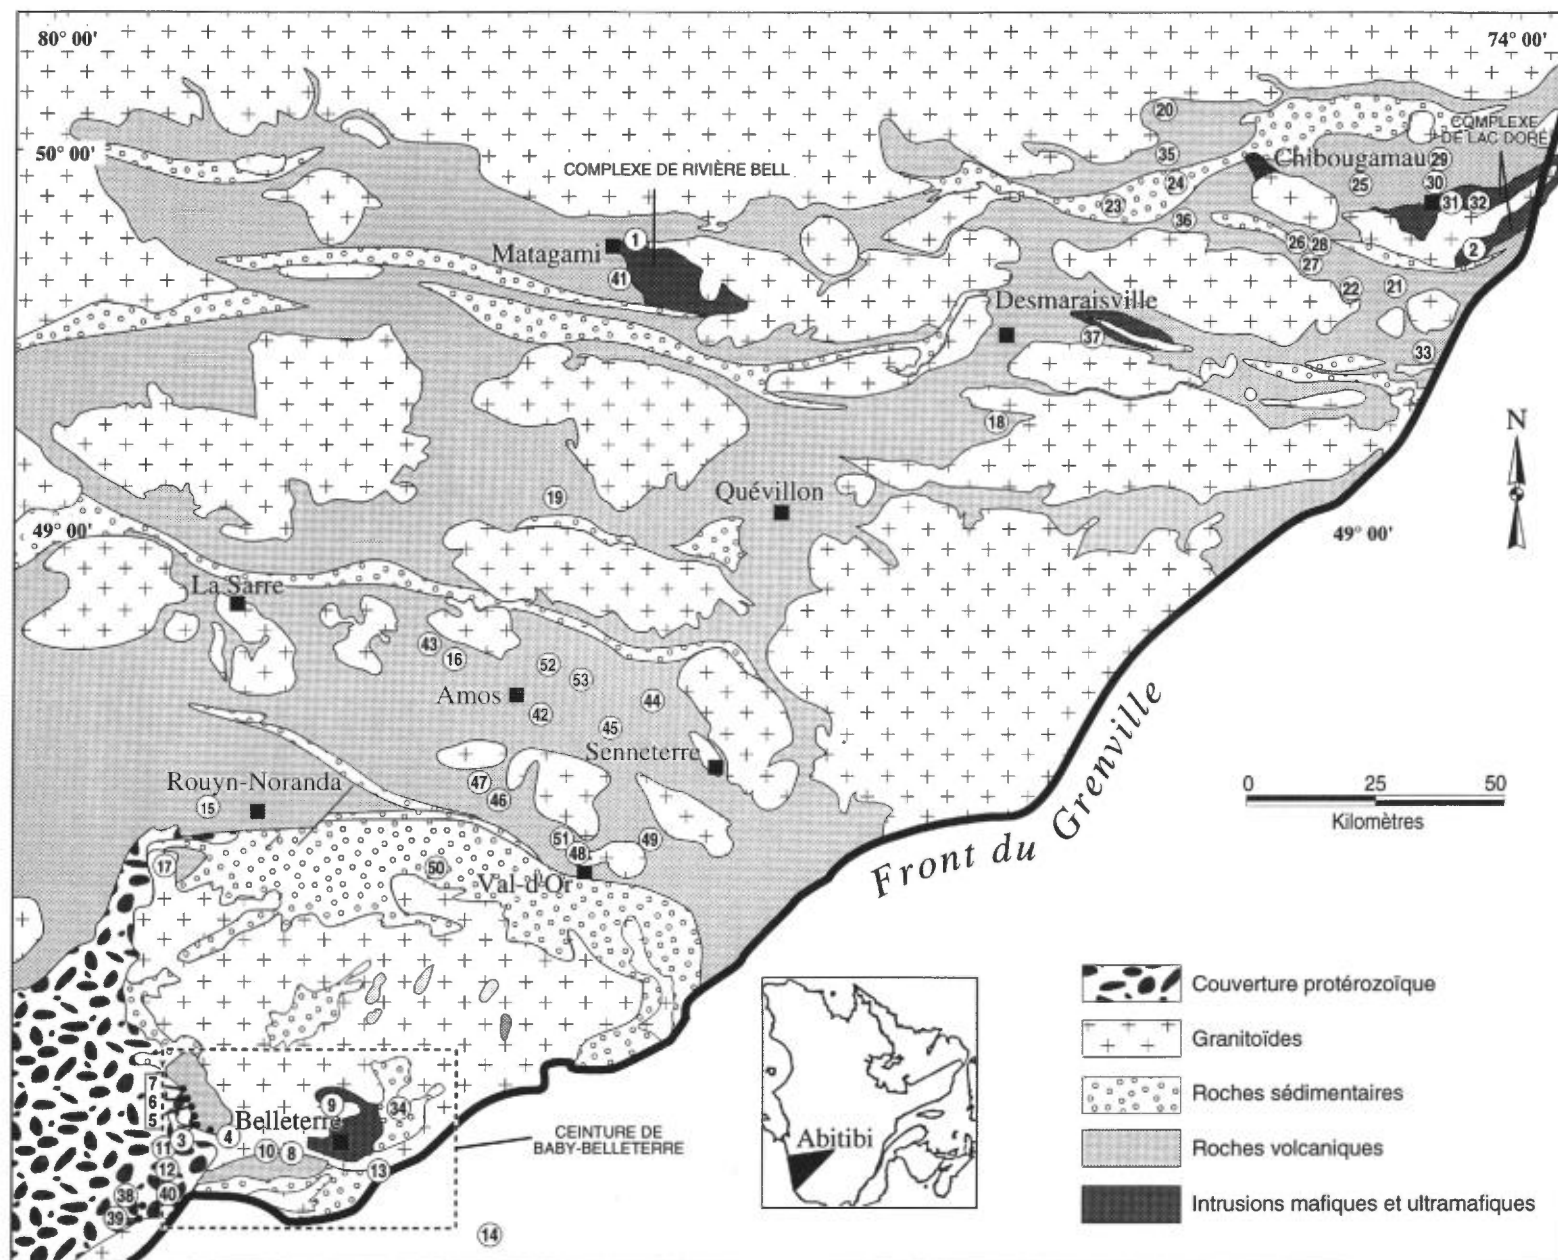 80° 00'
74° 00'
20
COMPLEXE
DE LAC DORÉ
50° 00'
35
Chibougamau
29
COMPLEXE DE RIVIÈRE BELL
24
25
30
23
31
32
36
Matagami
1
26
28
2
27
41
22
21
Desmaraisville
37
33
18
N
19
Quévillon
49° 00'
49° 00'
La Sarre
43
16
52
53
Amos
44
42
45
Senneterre
Rouyn-Noranda
47
46
15
0
25
50
Kilomètres
51
49
48
17
50
Val-d'Or
Front du Grenville
Couverture protérozoïque
Granitoïdes
7
6
5
9
34
Roches sédimentaires
Belleterre
3
4
11
10
8
CEINTURE DE
BABY-BELLETERRE
Abitibi
Roches volcaniques
12
13
38
40
39
Intrusions mafiques et ultramafiques
14